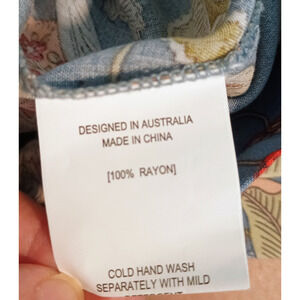 DESIGNED IN AUSTRALIA
MADE IN CHINA
[100% RAYON]
COLD HAND WASH
SEPARATELY WITH MILD